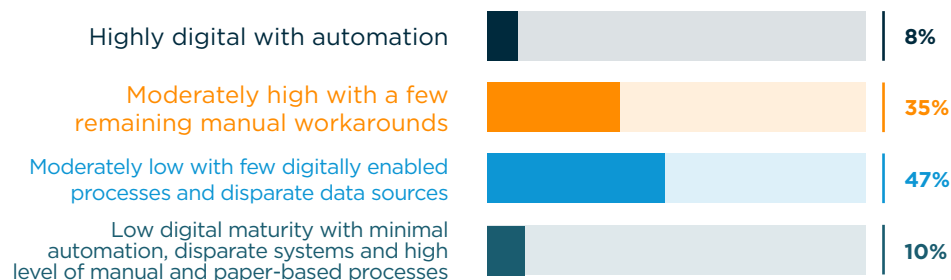 Highly digital with automation
8%
Moderately high with a few
remaining manual workarounds
35%
Moderately low with few digitally enabled
processes and disparate data sources
47%
Low digital maturity with minimal
automation, disparate systems and high
level of manual and paper-based processes
10%